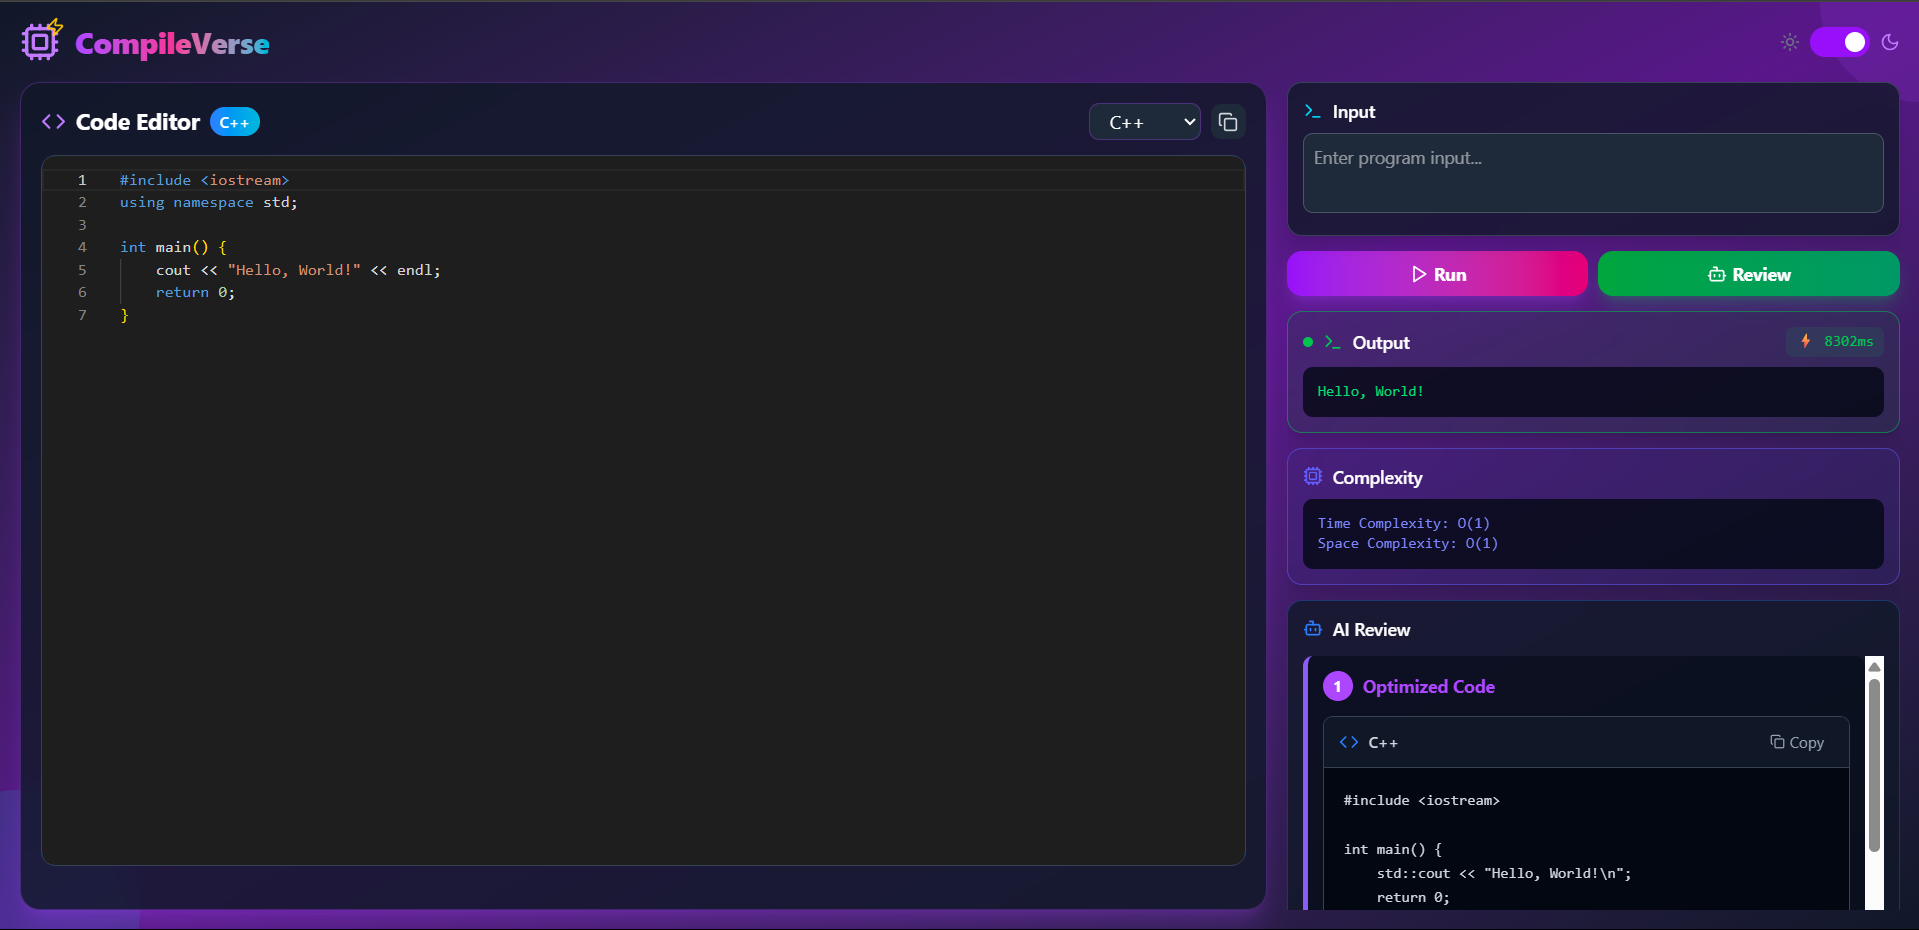 CompileVerse
Code Editor C++ C++
1 #include <iostream>
2 using namespace std;
3
4 int main() {
5     cout << "Hello, World!" << endl;
6     return 0;
7 }
Input
Enter program input...
Run Review
Output 8302ms
Hello, World!
Complexity
Time Complexity: O(1)
Space Complexity: O(1)
AI Review
1 Optimized Code
C++ Copy
#include <iostream>
int main() {
    std::cout << "Hello, World!\n";
    return 0;